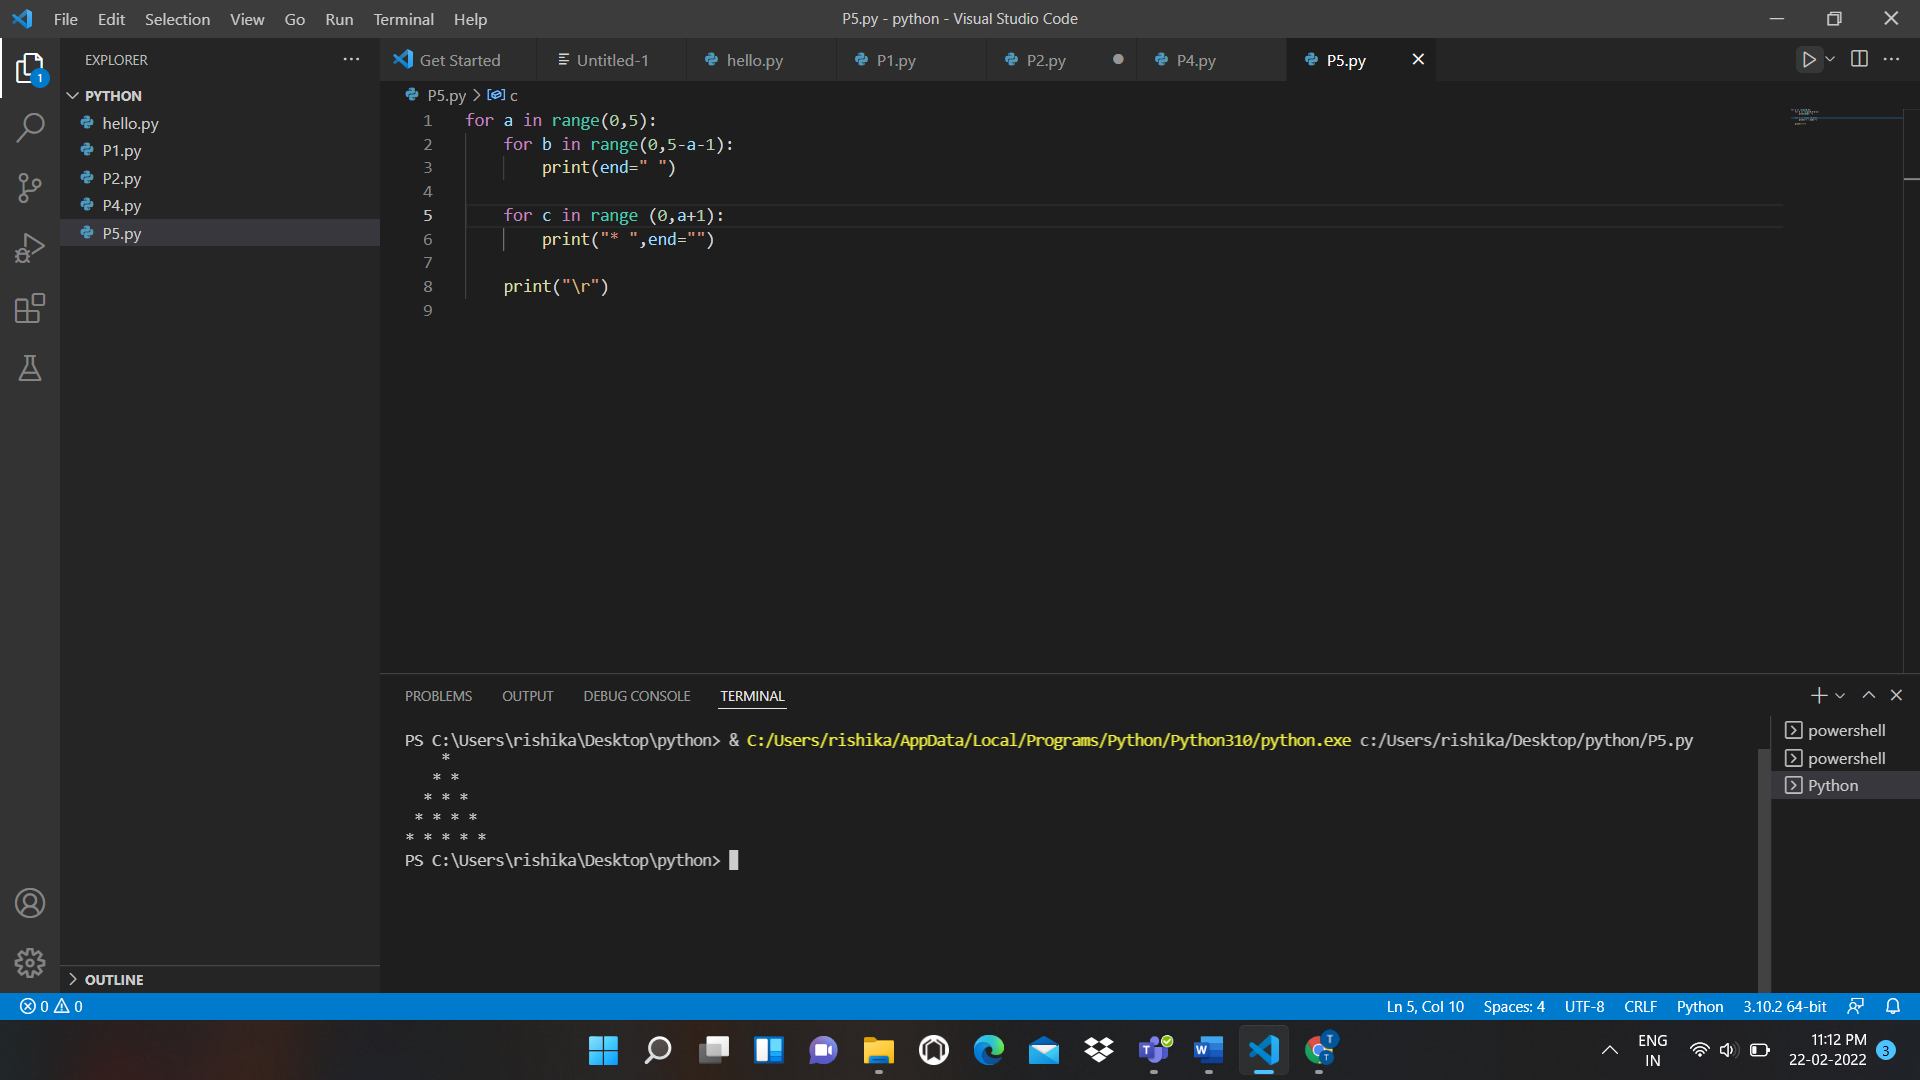 File Edit Selection View Go Run Terminal Help
P5.py - python - Visual Studio Code
EXPLORER
Get Started
Untitled-1
hello.py
P1.py
P2.py
P4.py
P5.py
1
PYTHON
hello.py
P1.py
P2.py
P4.py
P5.py
P5.py > c
1 for a in range(0,5):
2     for b in range(0,5-a-1):
3         print(end=" ")
4
5     for c in range (0,a+1):
6         print("* ",end="")
7
8     print("\r")
9
PROBLEMS OUTPUT DEBUG CONSOLE TERMINAL
PS C:\Users\rishika\Desktop\python> & C:/Users/rishika/AppData/Local/Programs/Python/Python310/python.exe c:/Users/rishika/Desktop/python/P5.py
    *
   * *
  * * *
 * * * *
* * * * *
PS C:\Users\rishika\Desktop\python>
powershell
powershell
Python
OUTLINE
0 0
Ln 5, Col 10 Spaces: 4 UTF-8 CRLF Python 3.10.2 64-bit
ENG
IN
11:12 PM
22-02-2022
3